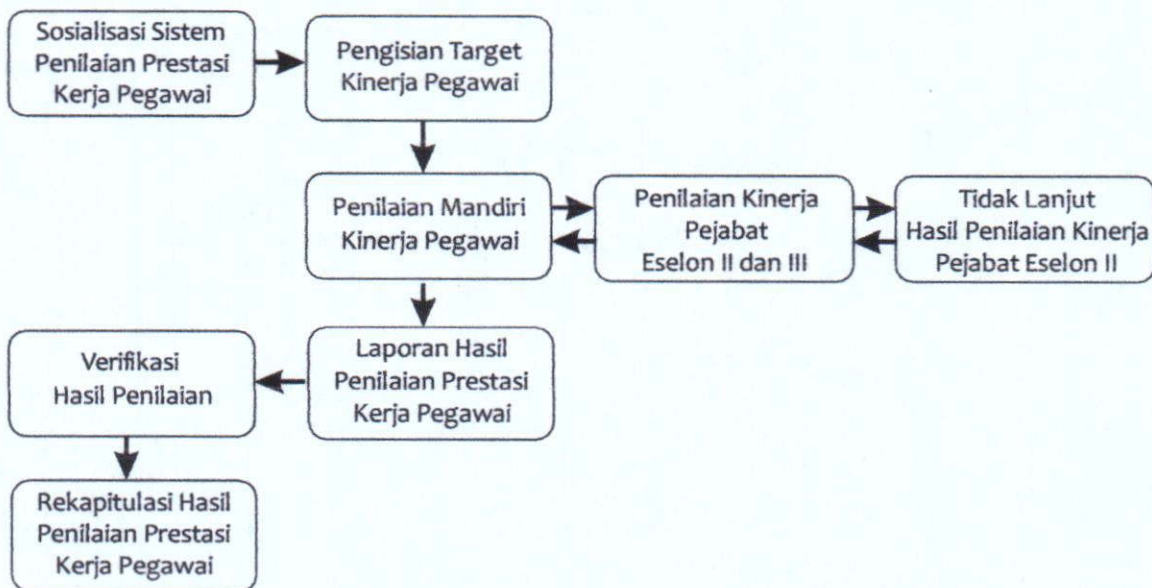 Sosialisasi Sistem
Penilaian Prestasi
Kerja Pegawai
Pengisian Target
Kinerja Pegawai
Penilaian Mandiri
Kinerja Pegawai
Penilaian Kinerja
Pejabat
Eselon II dan III
Tidak Lanjut
Hasil Penilaian Kinerja
Pejabat Eselon II
Laporan Hasil
Penilaian Prestasi
Kerja Pegawai
Verifikasi
Hasil Penilaian
Rekapitulasi Hasil
Penilaian Prestasi
Kerja Pegawai